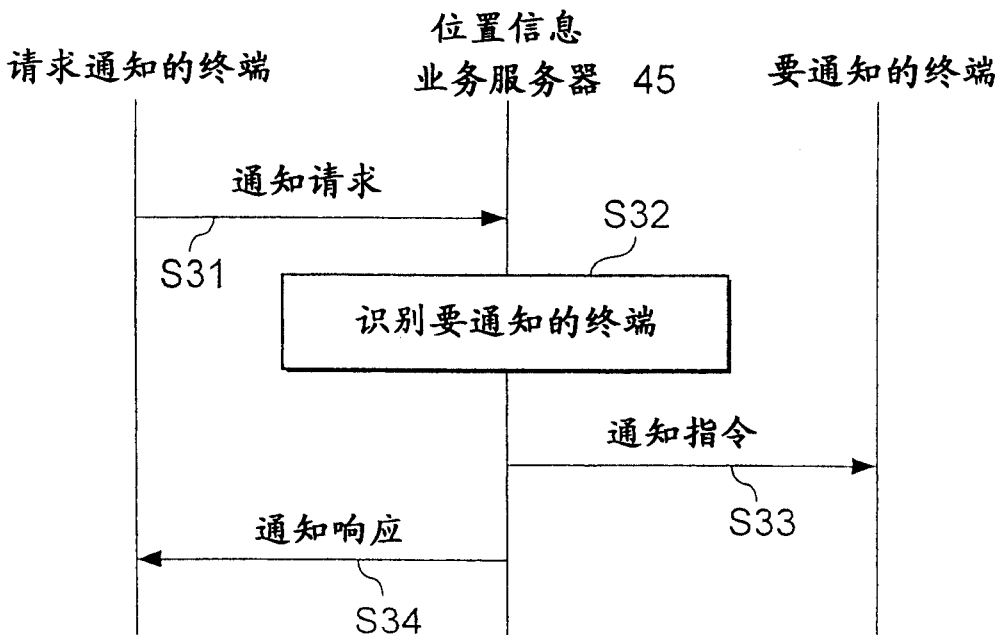 位置信息
请求通知的终端
业务服务器 45
要通知的终端
通知请求
S31
S32
识别要通知的终端
通知指令
S33
通知响应
S34